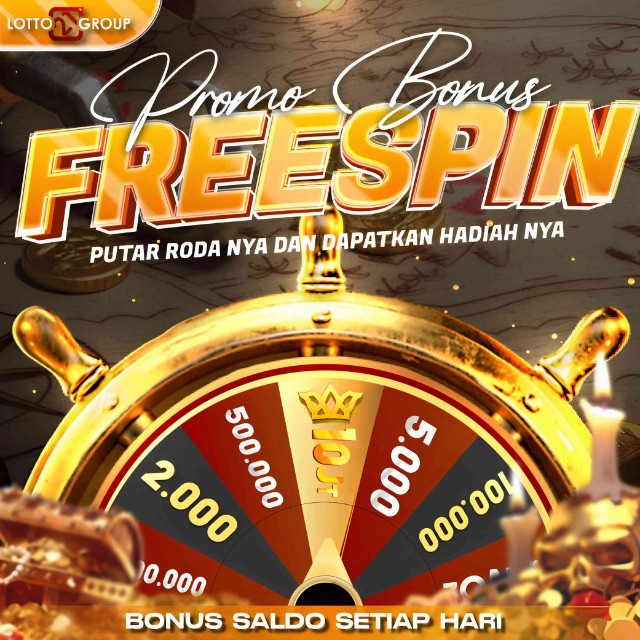 LOTTO GROUP
Promo Bonus
FREESPIN
PUTAR RODA NYA DAN DAPATKAN HADIAH NYA
500.000
10JT
5.000
2.000
100.000
BONUS SALDO SETIAP HARI